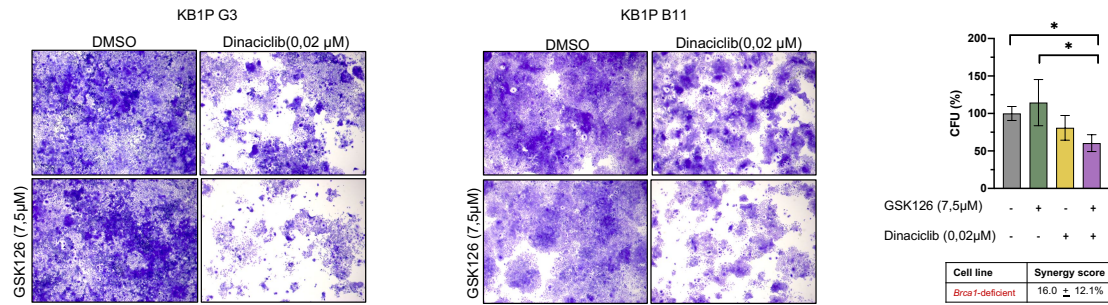 KB1P G3
DMSO Dinaciclib(0,02 µM)
GSK126 (7,5µM)
KB1P B11
DMSO Dinaciclib(0,02 µM)
GSK126 (7,5µM)
* 
*
200
150
100
50
0
CFU (%)
GSK126 (7,5µM) - + - +
Dinaciclib (0,02µM) - - + +
Cell line Synergy score
Brca1-deficient 16.0 ± 12.1%